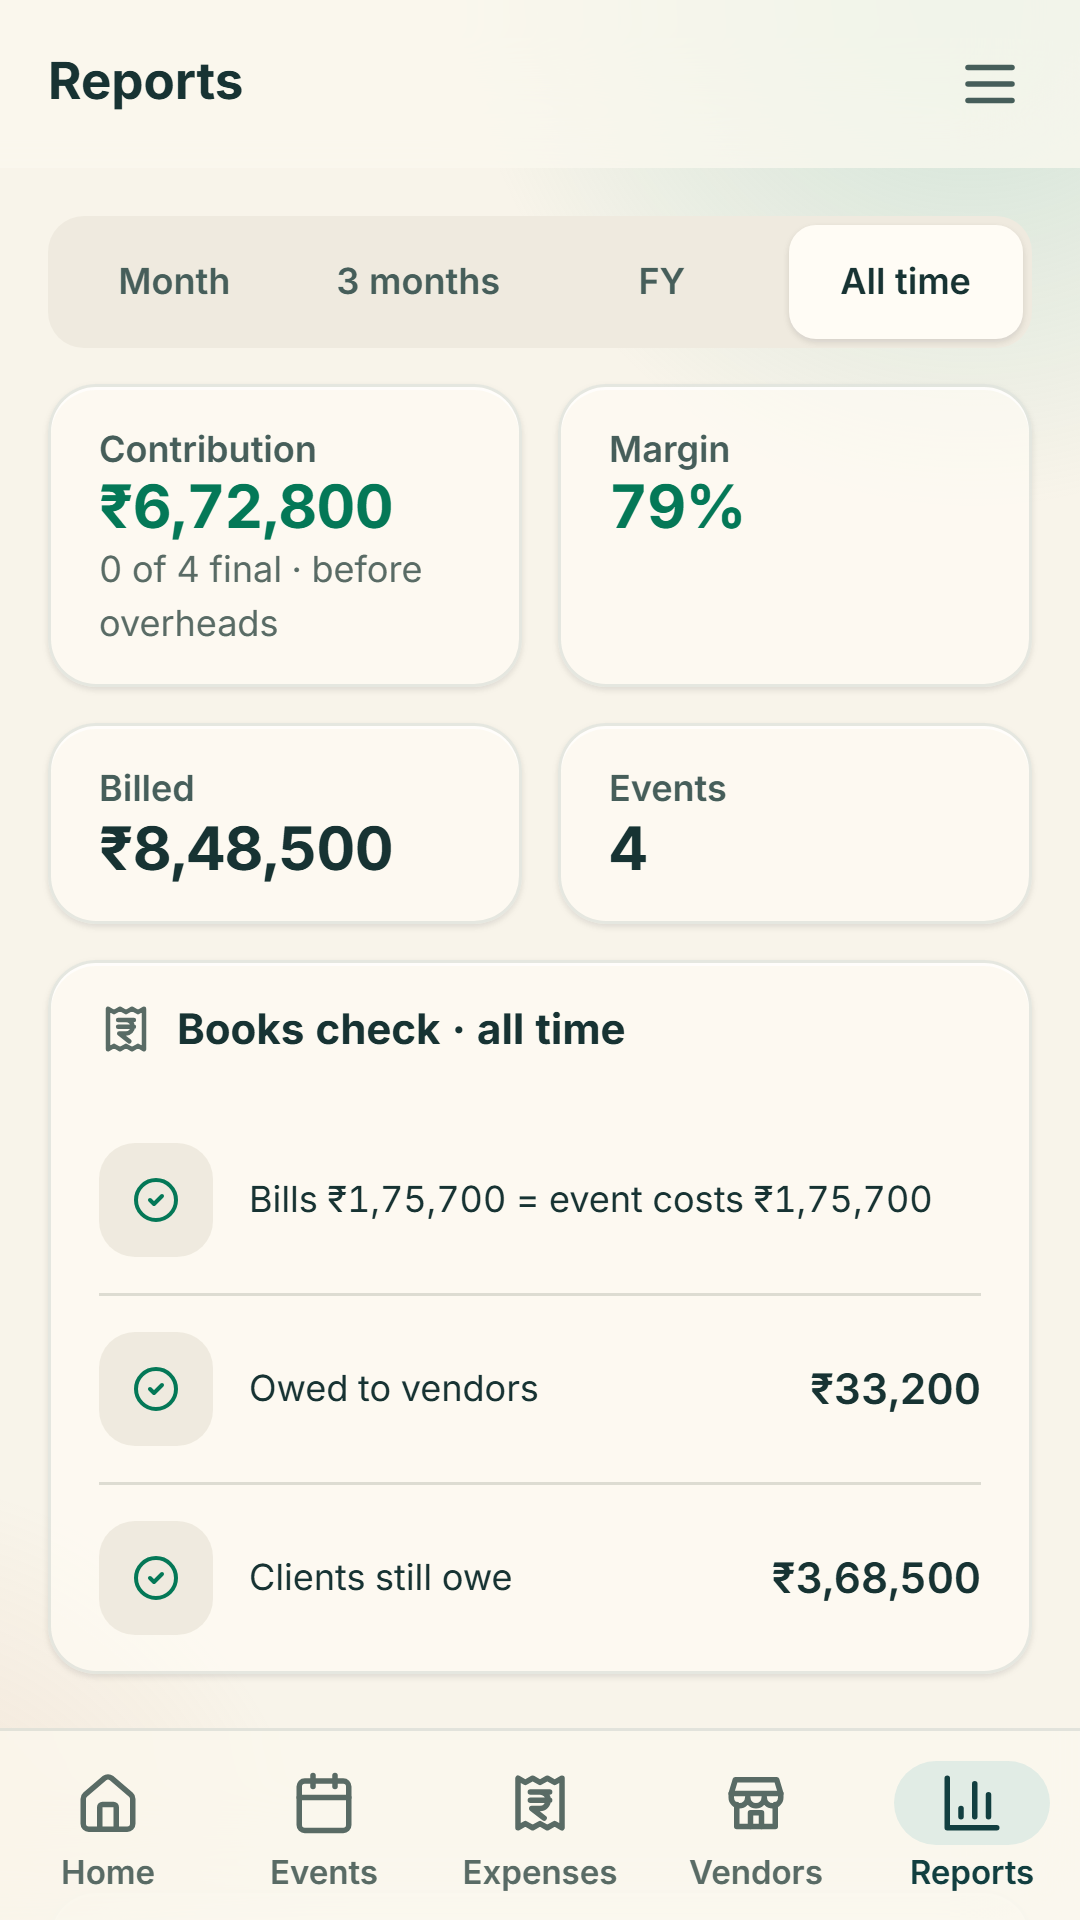 Reports
Month
3 months
FY
All time
Contribution
₹6,72,800
0 of 4 final · before
overheads
Margin
79%
Billed
₹8,48,500
Events
4
Books check · all time
Bills ₹1,75,700 = event costs ₹1,75,700
Owed to vendors ₹33,200
Clients still owe ₹3,68,500
Home
Events
Expenses
Vendors
Reports